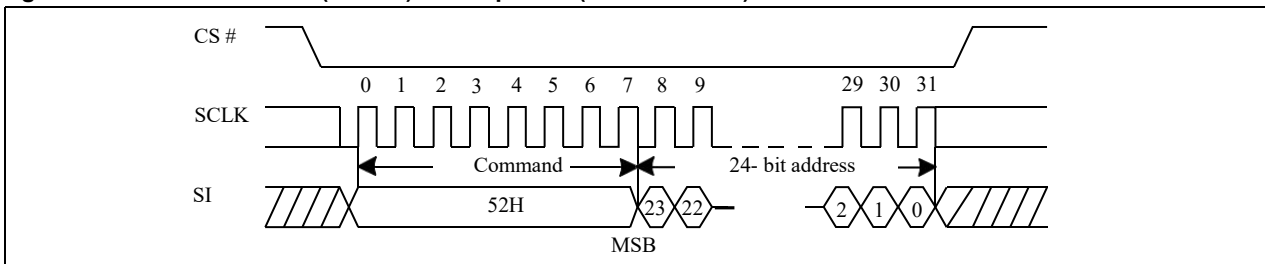 CS #
0 1 2 3 4 5 6 7 8 9 29 30 31
SCLK
Command 24- bit address
SI
52H 23 22 2 1 0
MSB